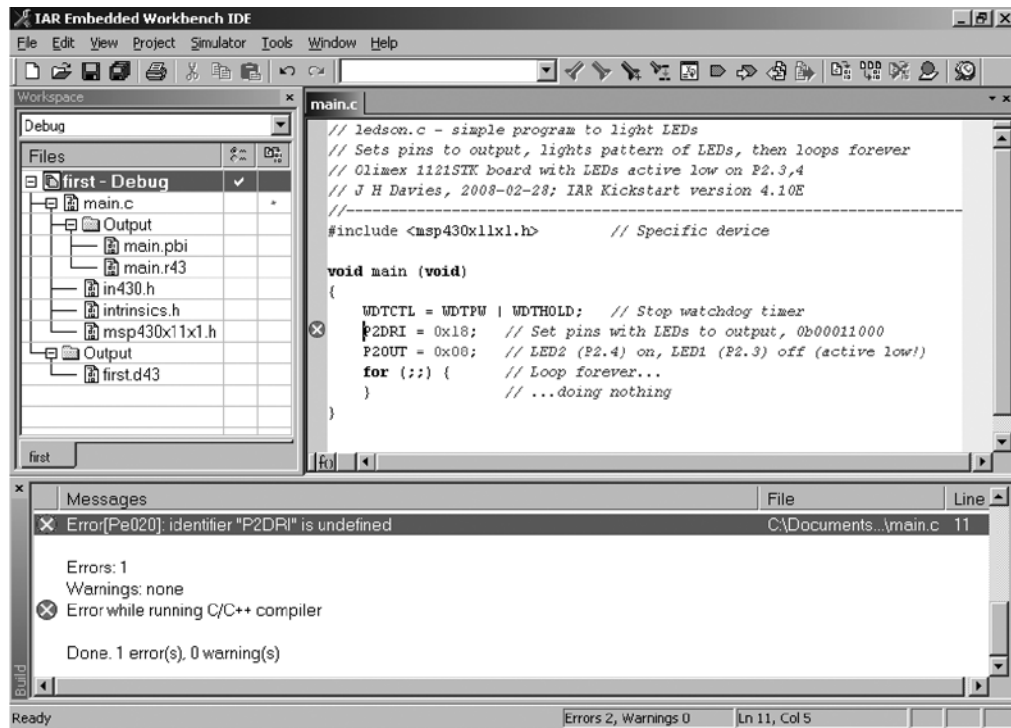 IAR Embedded Workbench IDE
File Edit View Project Simulator Tools Window Help
Workspace
Debug
Files
first - Debug
main.c
Output
main.pbi
main.r43
in430.h
intrinsics.h
msp430x11x1.h
Output
first.d43
first
main.c
// ledson.c - simple program to light LEDs
// Sets pins to output, lights pattern of LEDs, then loops forever
// Olimex 1121STK board with LEDs active low on P2.3,4
// J H Davies, 2008-02-28; IAR Kickstart version 4.10E
//----------------------------------------------------------------------
#include <msp430x11x1.h> // Specific device
void main (void)
{
WDTCTL = WDTPW | WDTHOLD; // Stop watchdog timer
P2DRI = 0x18; // Set pins with LEDs to output, 0b00011000
P2OUT = 0x08; // LED2 (P2.4) on, LED1 (P2.3) off (active low!)
for (;;) { // Loop forever...
} // ...doing nothing
}
f()
Messages File Line
Error[Pe020]: identifier "P2DRI" is undefined C:\Documents...\main.c 11
Errors: 1
Warnings: none
Error while running C/C++ compiler
Done. 1 error(s), 0 warning(s)
Build
Ready Errors 2, Warnings 0 Ln 11, Col 5